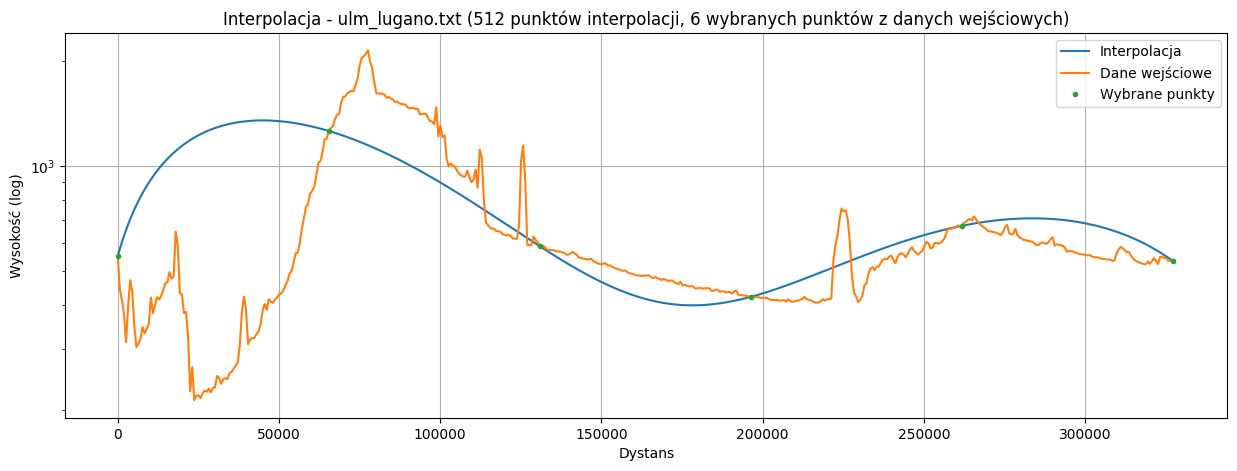 Interpolacja - ulm_lugano.txt (512 punktów interpolacji, 6 wybranych punktów z danych wejściowych)
Wysokość (log)
10³
Interpolacja
Dane wejściowe
Wybrane punkty
0 50000 100000 150000 200000 250000 300000
Dystans